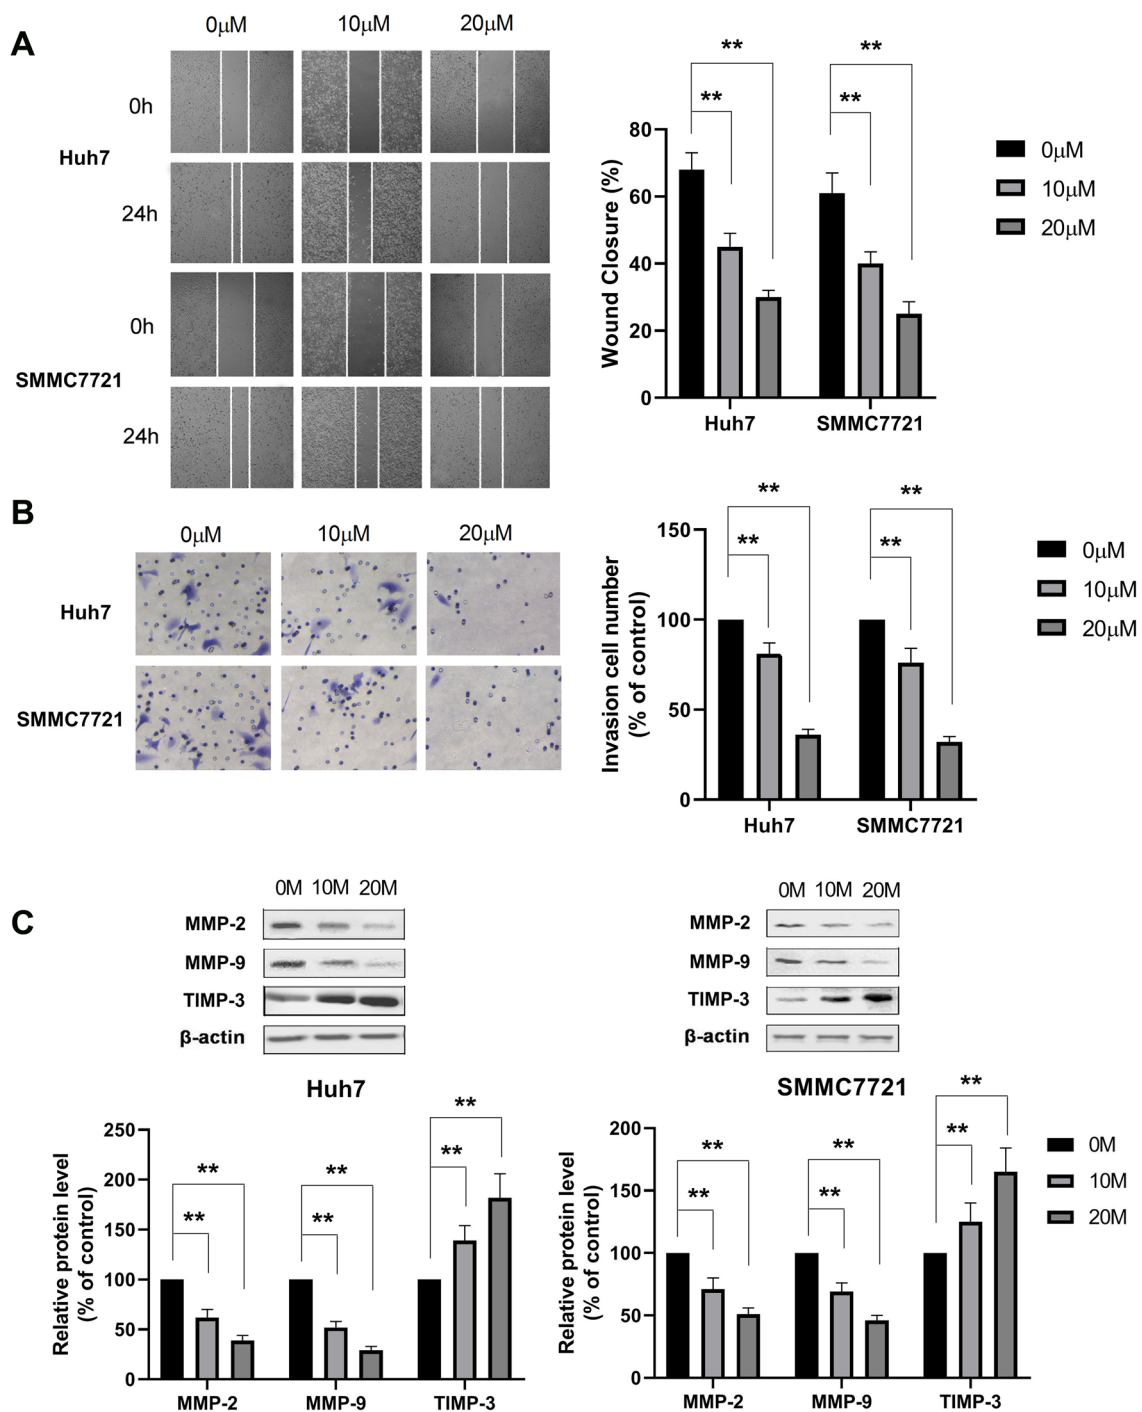 A
0μM 10μM 20μM
0h
Huh7
24h
0h
SMMC7721
24h
** **
** **
80
60
40
20
0
Wound Closure (%)
Huh7 SMMC7721
0μM
10μM
20μM
B
0μM 10μM 20μM
Huh7
SMMC7721
** **
** **
150
100
50
0
Invasion cell number
(% of control)
Huh7 SMMC7721
0μM
10μM
20μM
C
0M 10M 20M
MMP-2
MMP-9
TIMP-3
β-actin
Huh7
** ** **
** ** **
250
200
150
100
50
0
Relative protein level
(% of control)
MMP-2 MMP-9 TIMP-3
0M 10M 20M
MMP-2
MMP-9
TIMP-3
β-actin
SMMC7721
** ** **
** ** **
200
150
100
50
0
Relative protein level
(% of control)
MMP-2 MMP-9 TIMP-3
0M
10M
20M